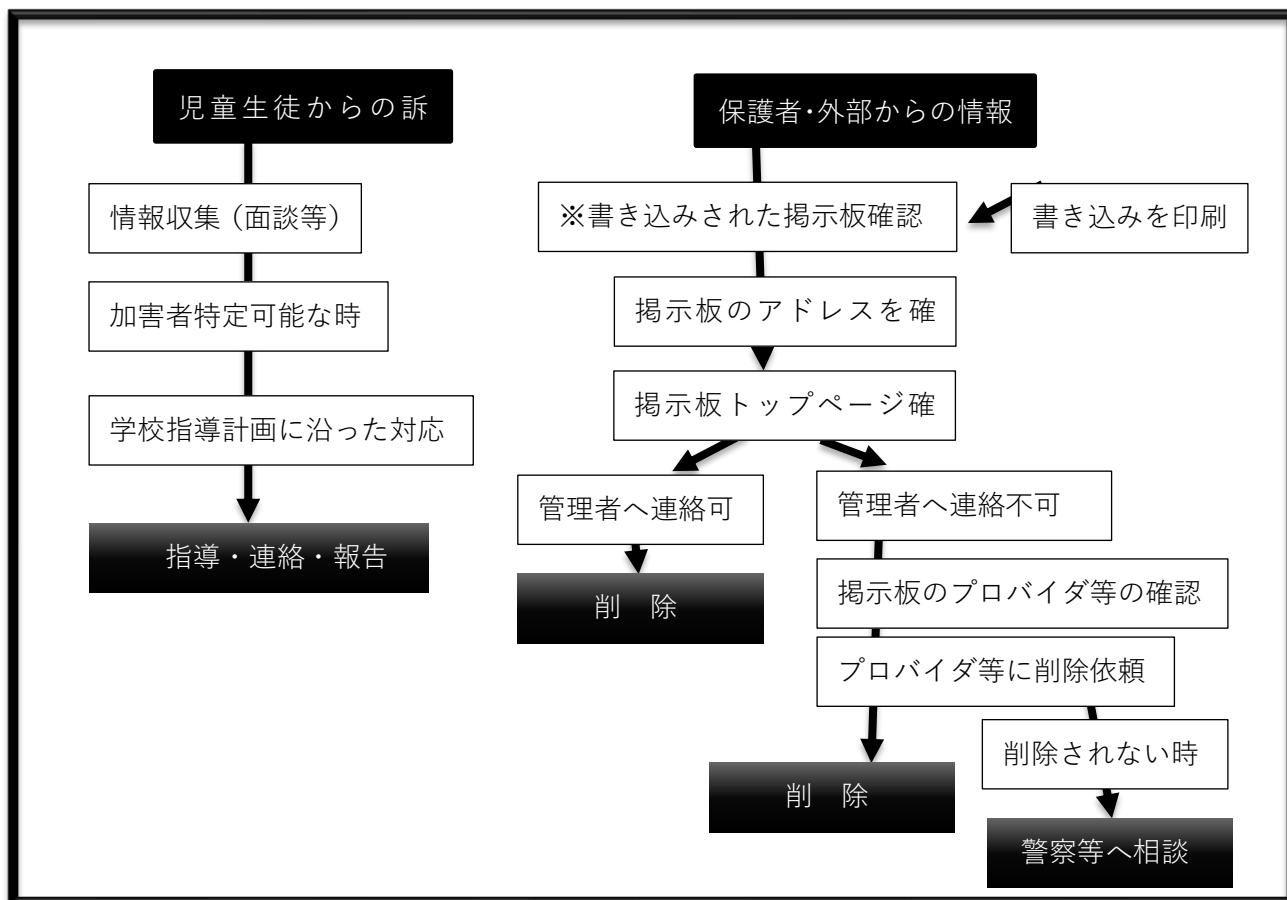 児童生徒からの訴
情報収集（面談等）
加害者特定可能な時
学校指導計画に沿った対応
指導・連絡・報告
保護者・外部からの情報
※書き込みされた掲示板確認
書き込みを印刷
掲示板のアドレスを確
掲示板トップページ確
管理者へ連絡可
削　除
管理者へ連絡不可
掲示板のプロバイダ等の確認
プロバイダ等に削除依頼
削　除
削除されない時
警察等へ相談